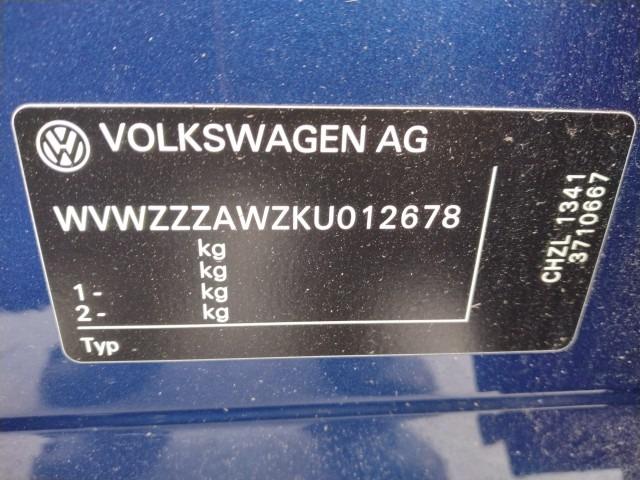 VOLKSWAGEN AG
WVWZZZAWZKU012678
kg
kg
1- kg
2- kg
Typ
CHZL 1341
3710667